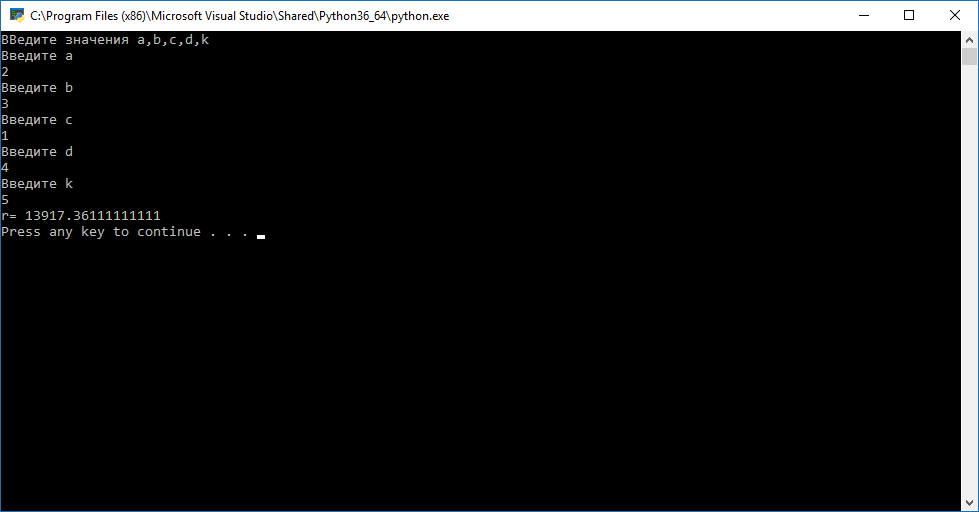 C:\Program Files (x86)\Microsoft Visual Studio\Shared\Python36_64\python.exe
ВВедите значения a,b,c,d,k
Введите a
2
Введите b
3
Введите c
1
Введите d
4
Введите k
5
r= 13917.36111111111
Press any key to continue . . .